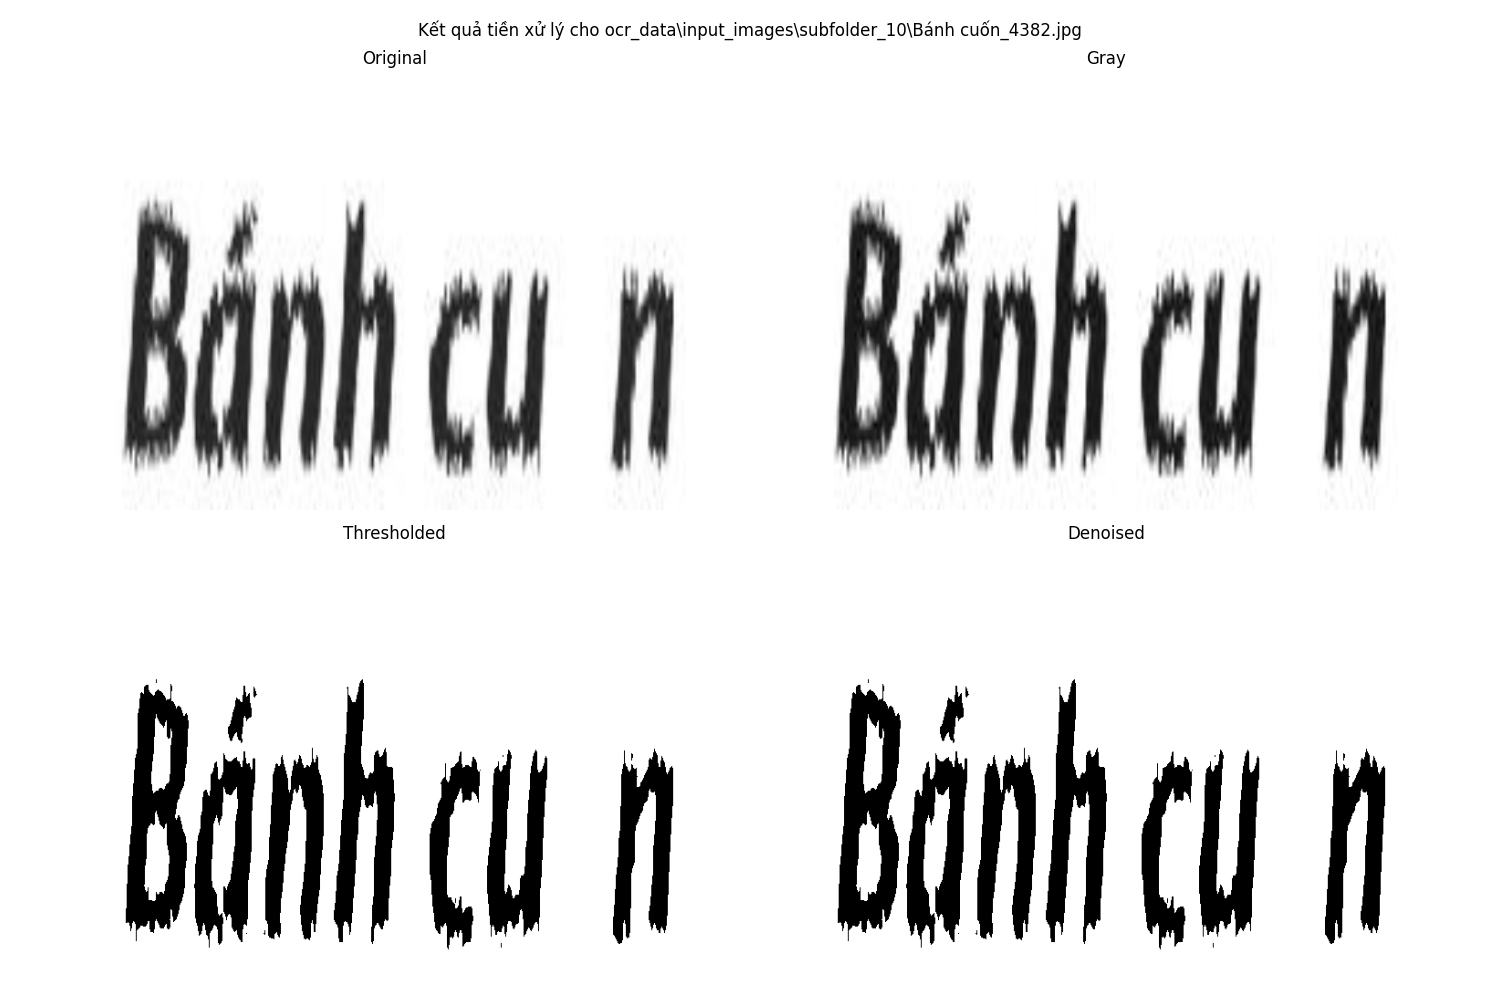 Kết quả tiền xử lý cho ocr_data\input_images\subfolder_10\Bánh cuốn_4382.jpg
Original
Gray
Bánh cu n
Bánh cu n
Thresholded
Denoised
Bánh cu n
Bánh cu n